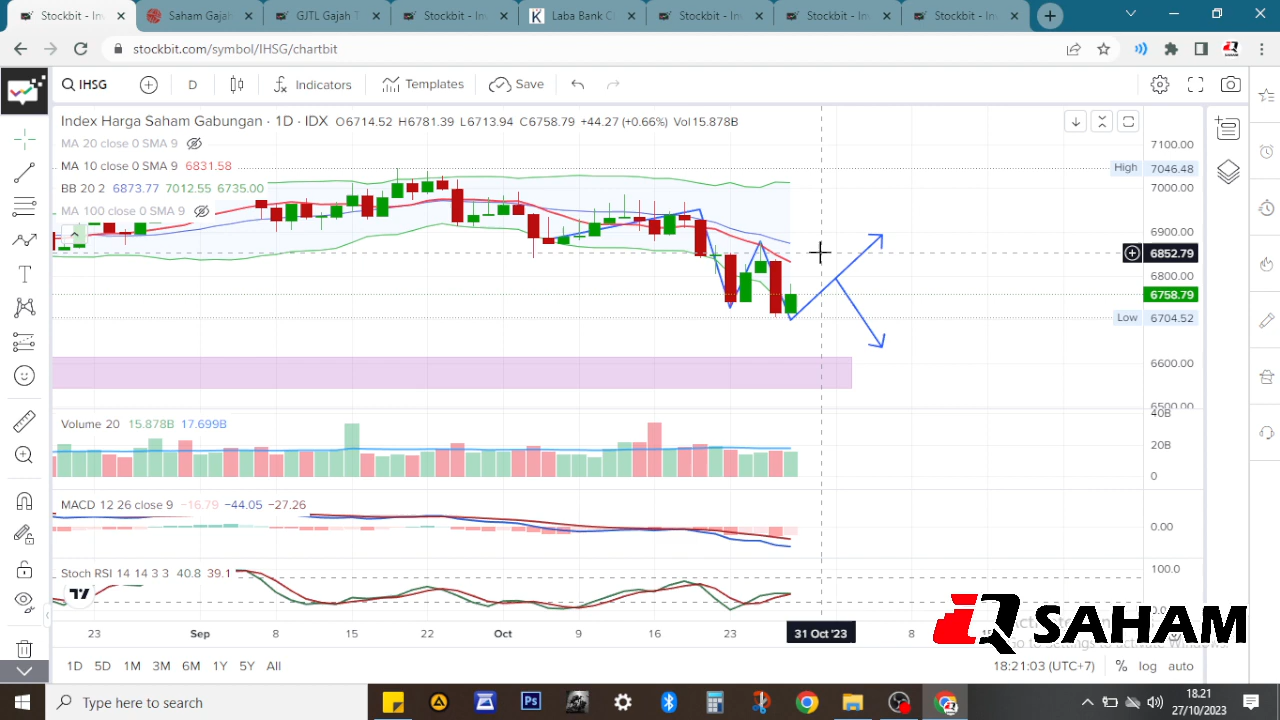 Stockbit - In
Saham Gajah
GJTL Gajah T
Stockbit - In
Laba Bank C
Stockbit - In
Stockbit - In
Stockbit - In
stockbit.com/symbol/IHSG/chartbit
IHSG
D
Indicators
Templates
Save
Index Harga Saham Gabungan · 1D · IDX O6714.52 H6781.39 L6713.94 C6758.79 +44.27 (+0.66%) Vol15.878B
MA 20 close 0 SMA 9
MA 10 close 0 SMA 9 6831.58
BB 20 2 6873.77 7012.55 6735.00
MA 100 close 0 SMA 9
7100.00
High 7046.48
7000.00
6900.00
6852.79
6800.00
6758.79
Low 6704.52
6600.00
6500.00
Volume 20 15.878B 17.699B
40B
20B
0
MACD 12 26 close 9 −16.79 −44.05 −27.26
0.00
Stoch RSI 14 14 3 3 40.8 39.1
100.0
23 Sep 8 15 22 Oct 9 16 23 31 Oct '23 8
SAHAM
Go to Settings to activate Windows.
1D 5D 1M 3M 6M 1Y 5Y All
18:21:03 (UTC+7) % log auto
Type here to search
18.21
27/10/2023